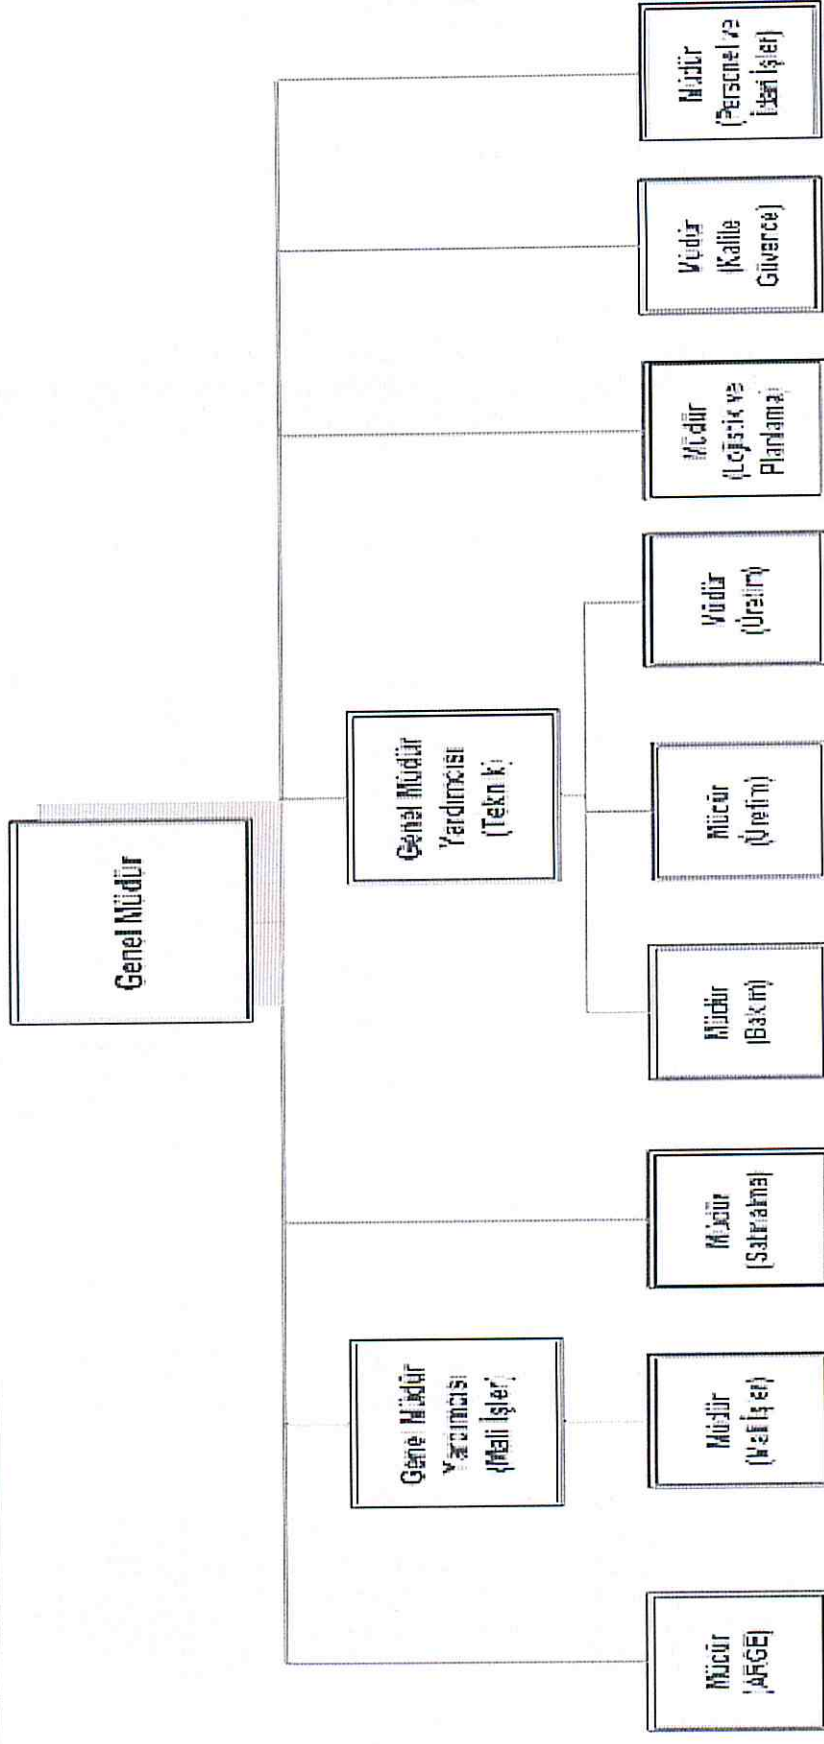 Genel Müdür
Genel Müdür
Yardımcısı
(Mali İşler)
Genel Müdür
Yardımcısı
(Teknik)
Müdür
(ARGE)
Müdür
(Mali İşler)
Müdür
(Satınalma)
Müdür
(Bakım)
Müdür
(Üretim)
Müdür
(Üretim)
Müdür
(Lojistik ve
Planlama)
Müdür
(Kalite
Güvence)
Müdür
(Personel ve
İdari İşler)